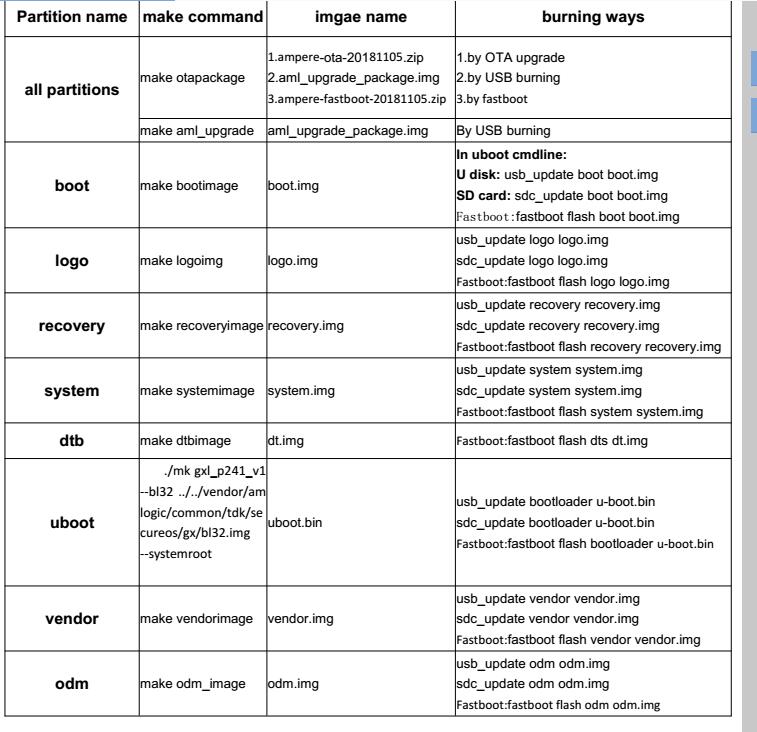 Partition name make command imgae name burning ways
all partitions
make otapackage
1.ampere-ota-20181105.zip
2.aml_upgrade_package.img
3.ampere-fastboot-20181105.zip
1.by OTA upgrade
2.by USB burning
3.by fastboot
make aml_upgrade aml_upgrade_package.img By USB burning
boot
make bootimage
boot.img
In uboot cmdline:
U disk: usb_update boot boot.img
SD card: sdc_update boot boot.img
Fastboot:fastboot flash boot boot.img
logo
make logoimg
logo.img
usb_update logo logo.img
sdc_update logo logo.img
Fastboot:fastboot flash logo logo.img
recovery
make recoveryimage
recovery.img
usb_update recovery recovery.img
sdc_update recovery recovery.img
Fastboot:fastboot flash recovery recovery.img
system
make systemimage
system.img
usb_update system system.img
sdc_update system system.img
Fastboot:fastboot flash system system.img
dtb
make dtbimage
dt.img
Fastboot:fastboot flash dts dt.img
uboot
./mk gxl_p241_v1
--bl32 ../../vendor/am
logic/common/tdk/se
cureos/gx/bl32.img
--systemroot
uboot.bin
usb_update bootloader u-boot.bin
sdc_update bootloader u-boot.bin
Fastboot:fastboot flash bootloader u-boot.bin
vendor
make vendorimage
vendor.img
usb_update vendor vendor.img
sdc_update vendor vendor.img
Fastboot:fastboot flash vendor vendor.img
odm
make odm_image
odm.img
usb_update odm odm.img
sdc_update odm odm.img
Fastboot:fastboot flash odm odm.img